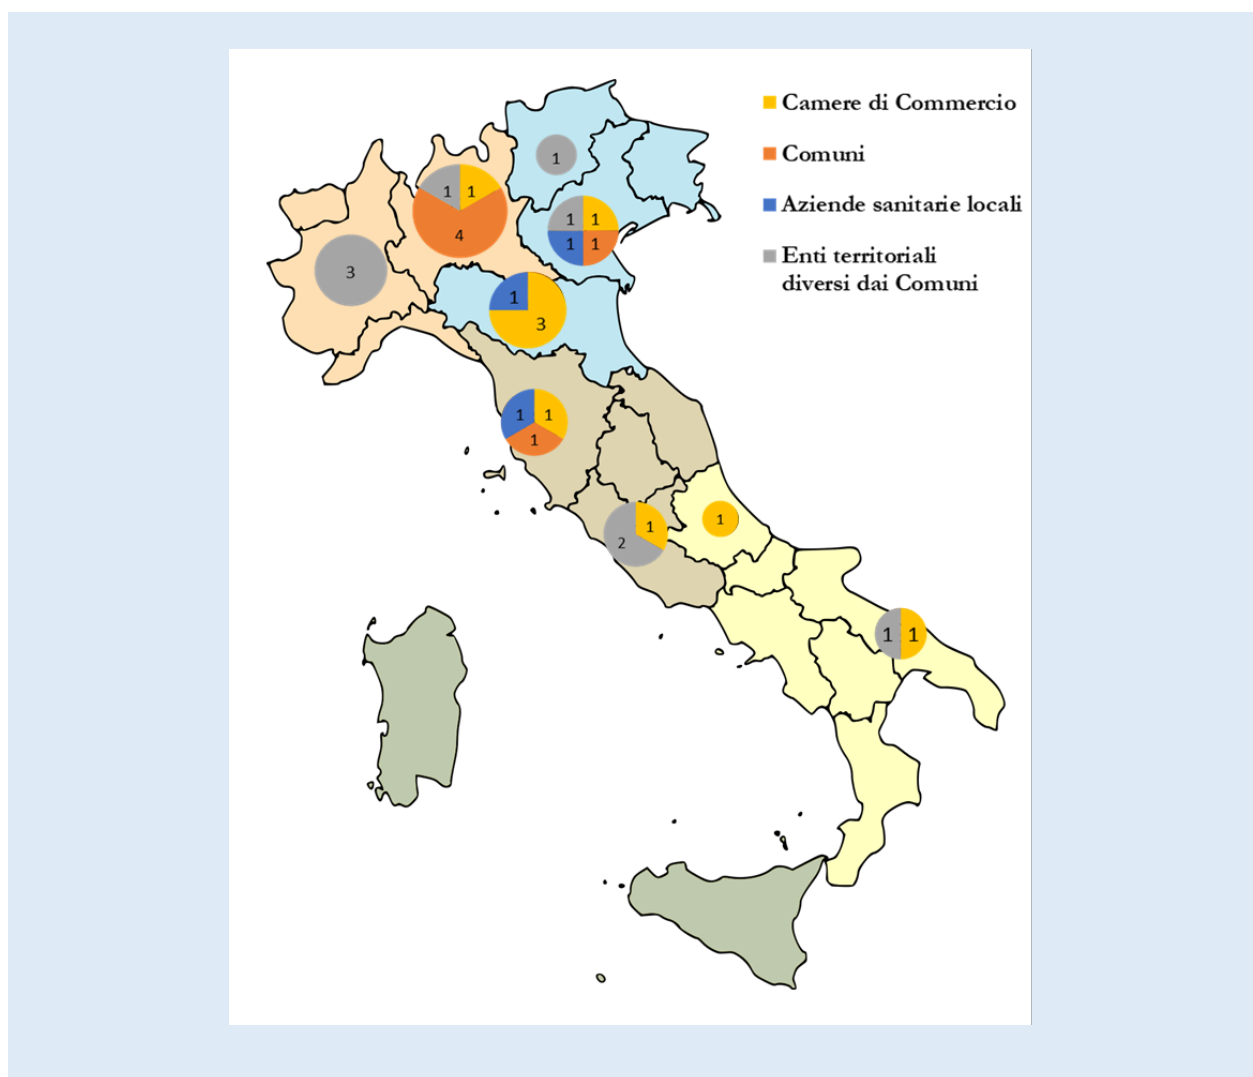 Camere di Commercio
Comuni
Aziende sanitarie locali
Enti territoriali
diversi dai Comuni
1
1 1
4
1 1
1 1
3
1
3
1 1
1
1
2
1
1 1